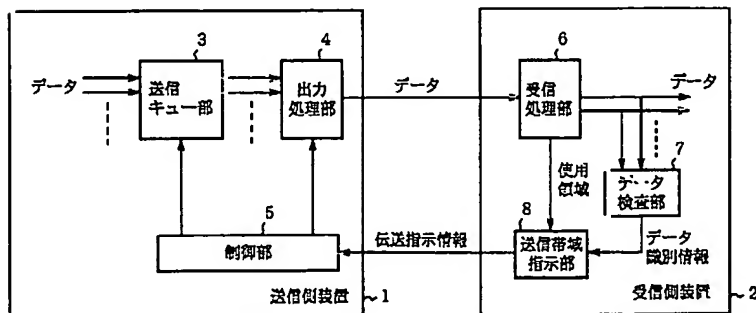 3
4
6
データ
送信
キュー部
出力
処理部
データ
受信
処理部
データ
7
使用
領域
データ
検査部
5
8
制御部
伝送指示情報
送信帯域
指示部
データ
識別情報
送信側装置
1
受信側装置
2